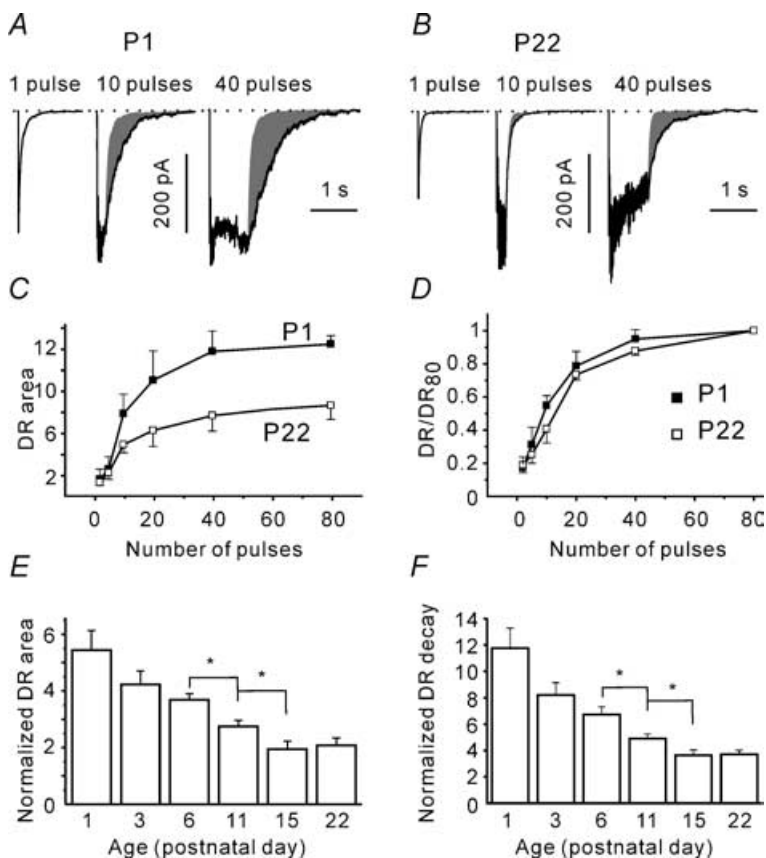 A
P1
1 pulse 10 pulses 40 pulses
200 pA
1 s
B
P22
1 pulse 10 pulses 40 pulses
200 pA
1 s
C
DR area
12
10
8
6
4
2
P1
P22
0 20 40 60 80
Number of pulses
D
DR/DR80
1
0.8
0.6
0.4
0.2
0
P1
P22
0 20 40 60 80
Number of pulses
E
Normalized DR area
6
4
2
0
* *
1 3 6 11 15 22
Age (postnatal day)
F
Normalized DR decay
14
12
10
8
6
4
2
0
* *
1 3 6 11 15 22
Age (postnatal day)